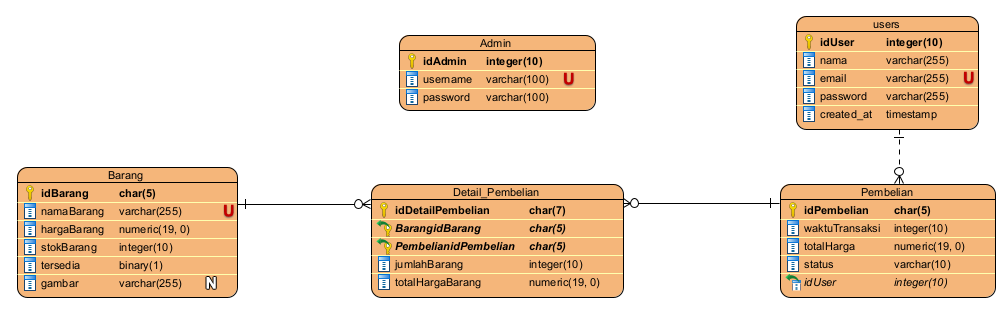 Admin
idAdmin integer(10)
username varchar(100) U
password varchar(100)
users
idUser integer(10)
nama varchar(255)
email varchar(255) U
password varchar(255)
created_at timestamp
Barang
idBarang char(5)
namaBarang varchar(255) U
hargaBarang numeric(19, 0)
stokBarang integer(10)
tersedia binary(1)
gambar varchar(255) N
Detail_Pembelian
idDetailPembelian char(7)
BarangidBarang char(5)
PembelianidPembelian char(5)
jumlahBarang integer(10)
totalHargaBarang numeric(19, 0)
Pembelian
idPembelian char(5)
waktuTransaksi integer(10)
totalHarga numeric(19, 0)
status varchar(10)
idUser integer(10)